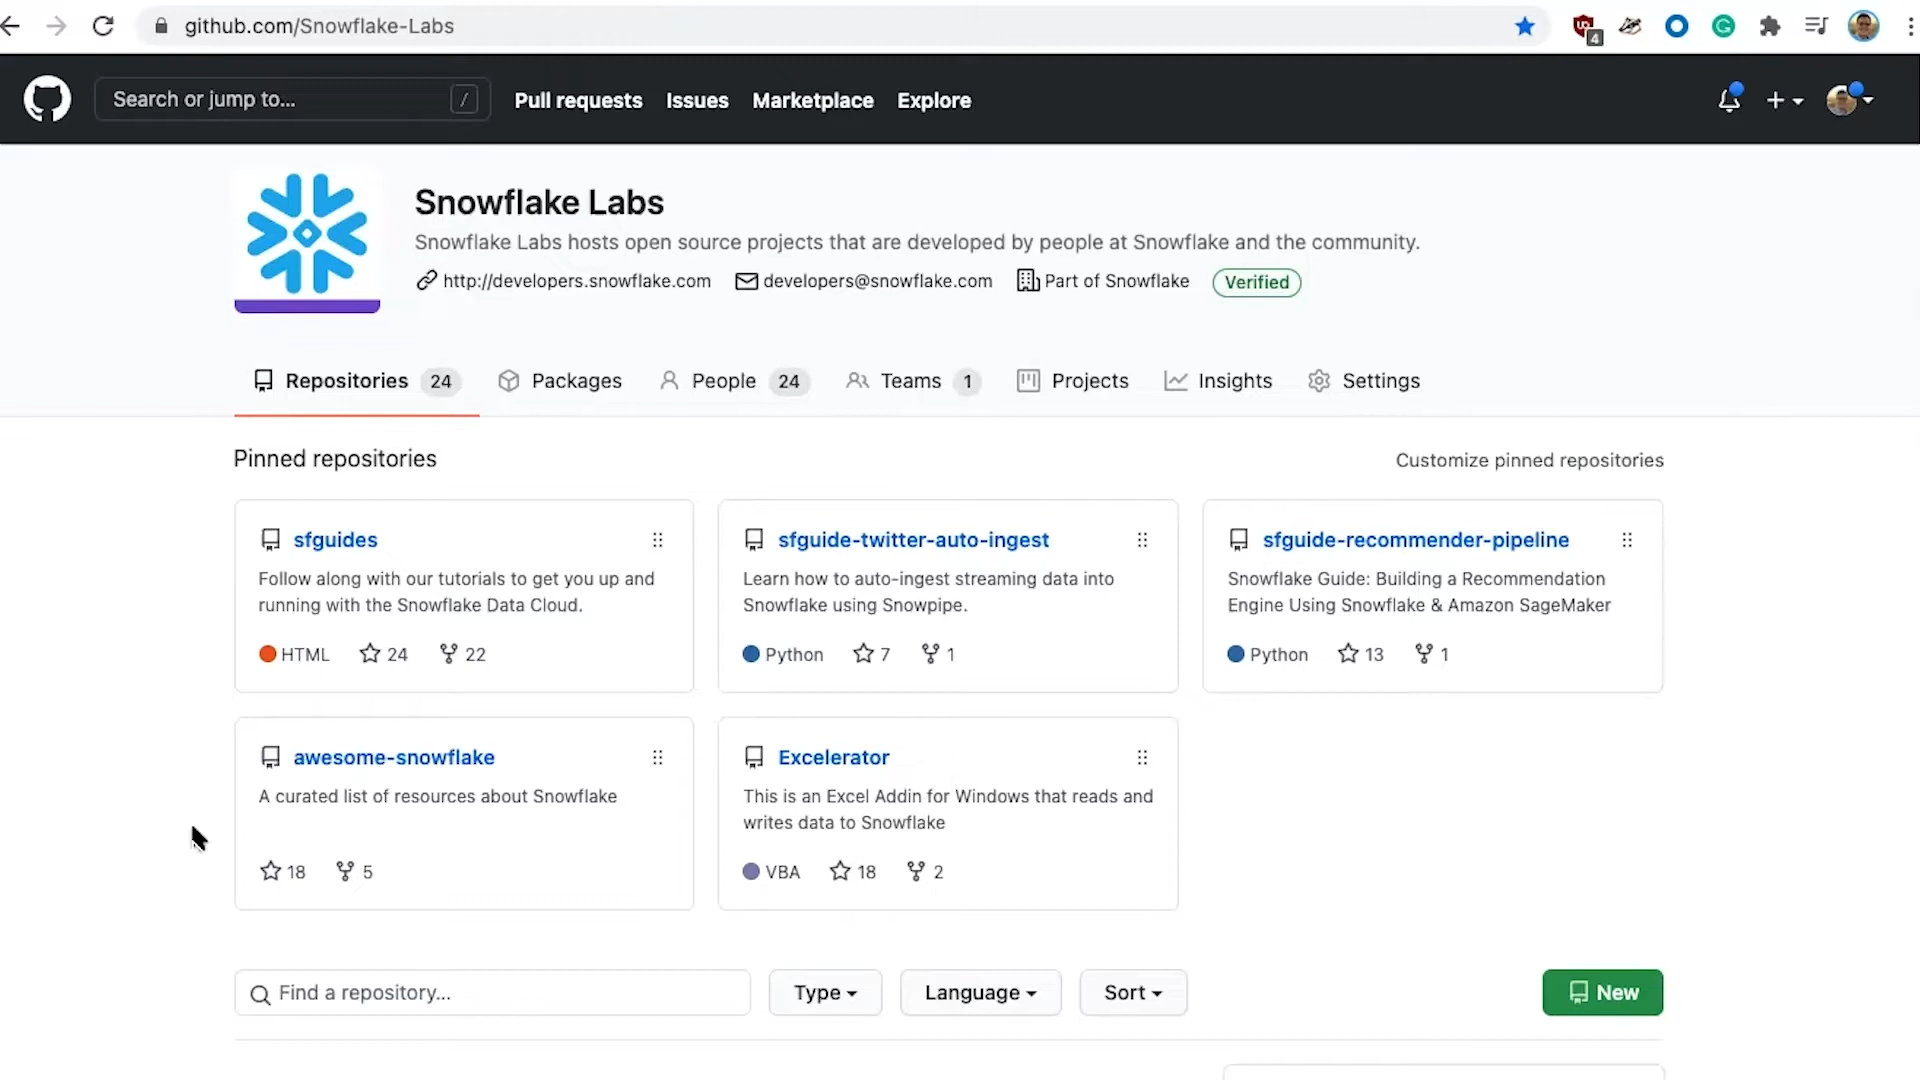 github.com/Snowflake-Labs
4
Search or jump to...
/
Pull requests
Issues
Marketplace
Explore
Snowflake Labs
Snowflake Labs hosts open source projects that are developed by people at Snowflake and the community.
http://developers.snowflake.com
developers@snowflake.com
Part of Snowflake
Verified
Repositories 24
Packages
People 24
Teams 1
Projects
Insights
Settings
Pinned repositories
Customize pinned repositories
sfguides
Follow along with our tutorials to get you up and
running with the Snowflake Data Cloud.
HTML 24 22
sfguide-twitter-auto-ingest
Learn how to auto-ingest streaming data into
Snowflake using Snowpipe.
Python 7 1
sfguide-recommender-pipeline
Snowflake Guide: Building a Recommendation
Engine Using Snowflake & Amazon SageMaker
Python 13 1
awesome-snowflake
A curated list of resources about Snowflake
18 5
Excelerator
This is an Excel Addin for Windows that reads and
writes data to Snowflake
VBA 18 2
Find a repository...
Type
Language
Sort
New